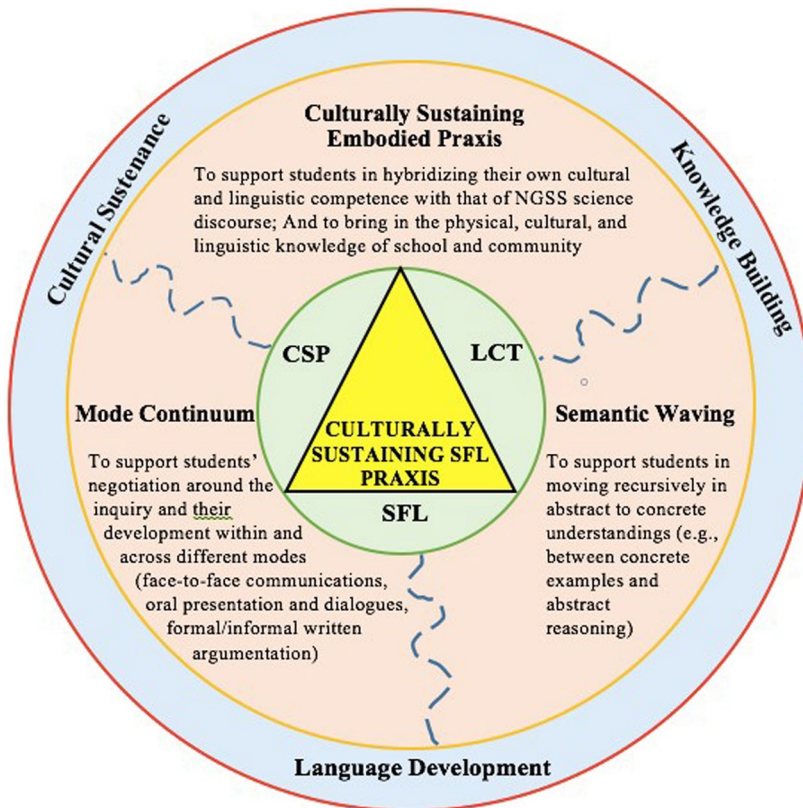 Cultural Sustenance
Knowledge Building
Culturally Sustaining
Embodied Praxis
To support students in hybridizing their own cultural
and linguistic competence with that of NGSS science
discourse; And to bring in the physical, cultural, and
linguistic knowledge of school and community
CSP
LCT
CULTURALLY
SUSTAINING SFL
PRAXIS
SFL
Mode Continuum
To support students’
negotiation around the
inquiry and their
development within and
across different modes
(face-to-face communications,
oral presentation and dialogues,
formal/informal written
argumentation)
Semantic Waving
To support students in
moving recursively in
abstract to concrete
understandings (e.g.,
between concrete
examples and
abstract
reasoning)
Language Development